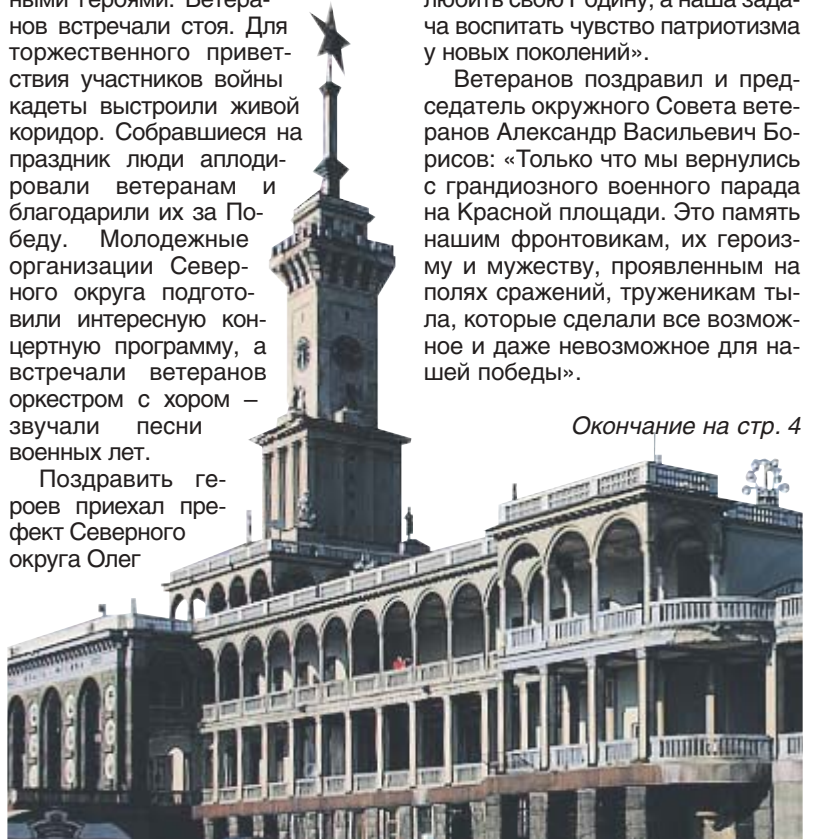 ными героями. Ветера-
нов встречали стоя. Для
торжественного привет-
ствия участников войны
кадеты выстроили живой
коридор. Собравшиеся на
праздник люди аплоди-
ровали ветеранам и
благодарили их за По-
беду. Молодежные
организации Север-
ного округа подгото-
вили интересную кон-
цертную программу, а
встречали ветеранов
оркестром с хором –
звучали песни
военных лет.
Поздравить ге-
роев приехал пре-
фект Северного
округа Олег
любить свою Родину, а наша зада-
ча воспитать чувство патриотизма
у новых поколений».
Ветеранов поздравил и пред-
седатель окружного Совета вете-
ранов Александр Васильевич Бо-
рисов: «Только что мы вернулись
с грандиозного военного парада
на Красной площади. Это память
нашим фронтовикам, их героиз-
му и мужеству, проявленным на
полях сражений, труженикам ты-
ла, которые сделали все возмож-
ное и даже невозможное для на-
шей победы».
Окончание на стр. 4